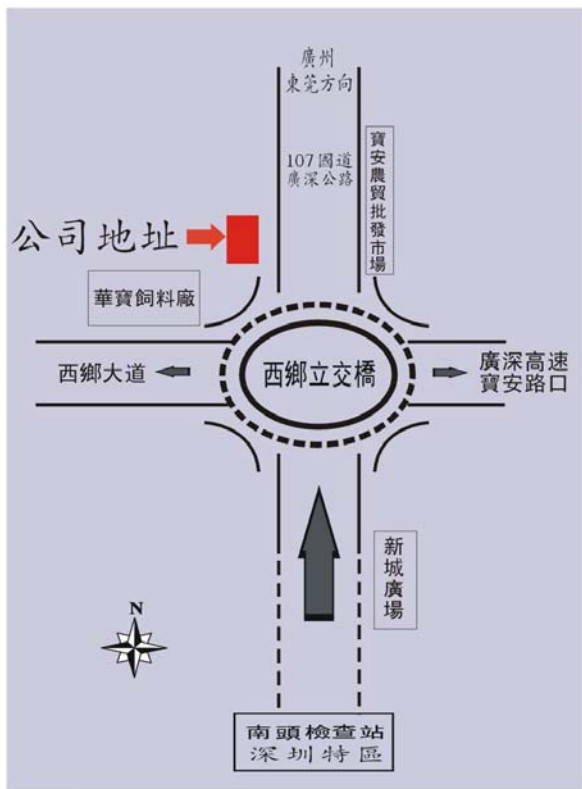 廣州
東莞方向
107國道
廣深公路
寶安農貿批發市場
公司地址
華寶飼料廠
西鄉大道
西鄉立交橋
廣深高速
寶安路口
新城廣場
N
南頭檢查站
深圳特區